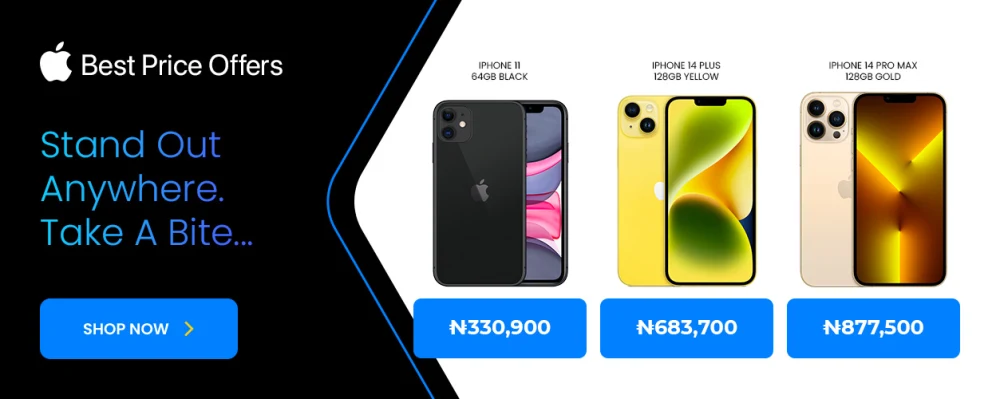 Best Price Offers
Stand Out
Anywhere.
Take A Bite...
SHOP NOW
IPHONE 11
64GB BLACK
₦330,900
IPHONE 14 PLUS
128GB YELLOW
₦683,700
IPHONE 14 PRO MAX
128GB GOLD
₦877,500